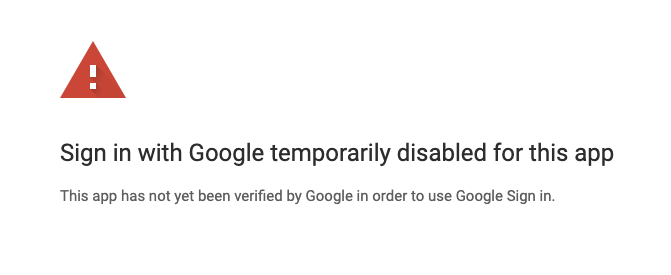 Sign in with Google temporarily disabled for this app
This app has not yet been verified by Google in order to use Google Sign in.